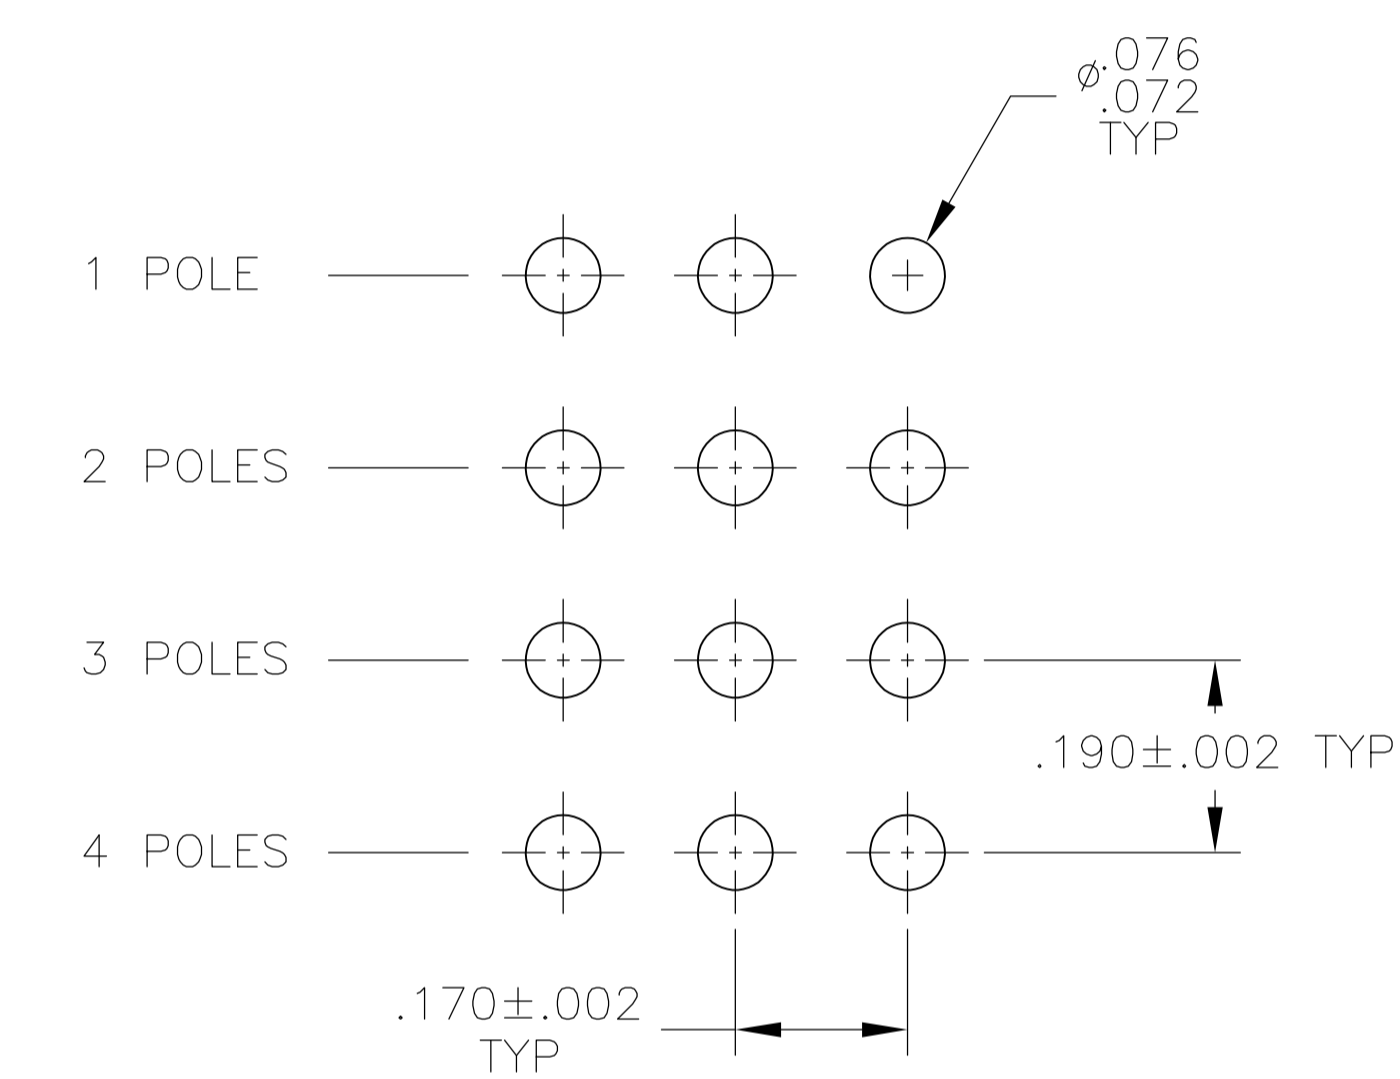 ø.076
.072
TYP
1 POLE
2 POLES
3 POLES
.190±.002 TYP
4 POLES
.170±.002
TYP